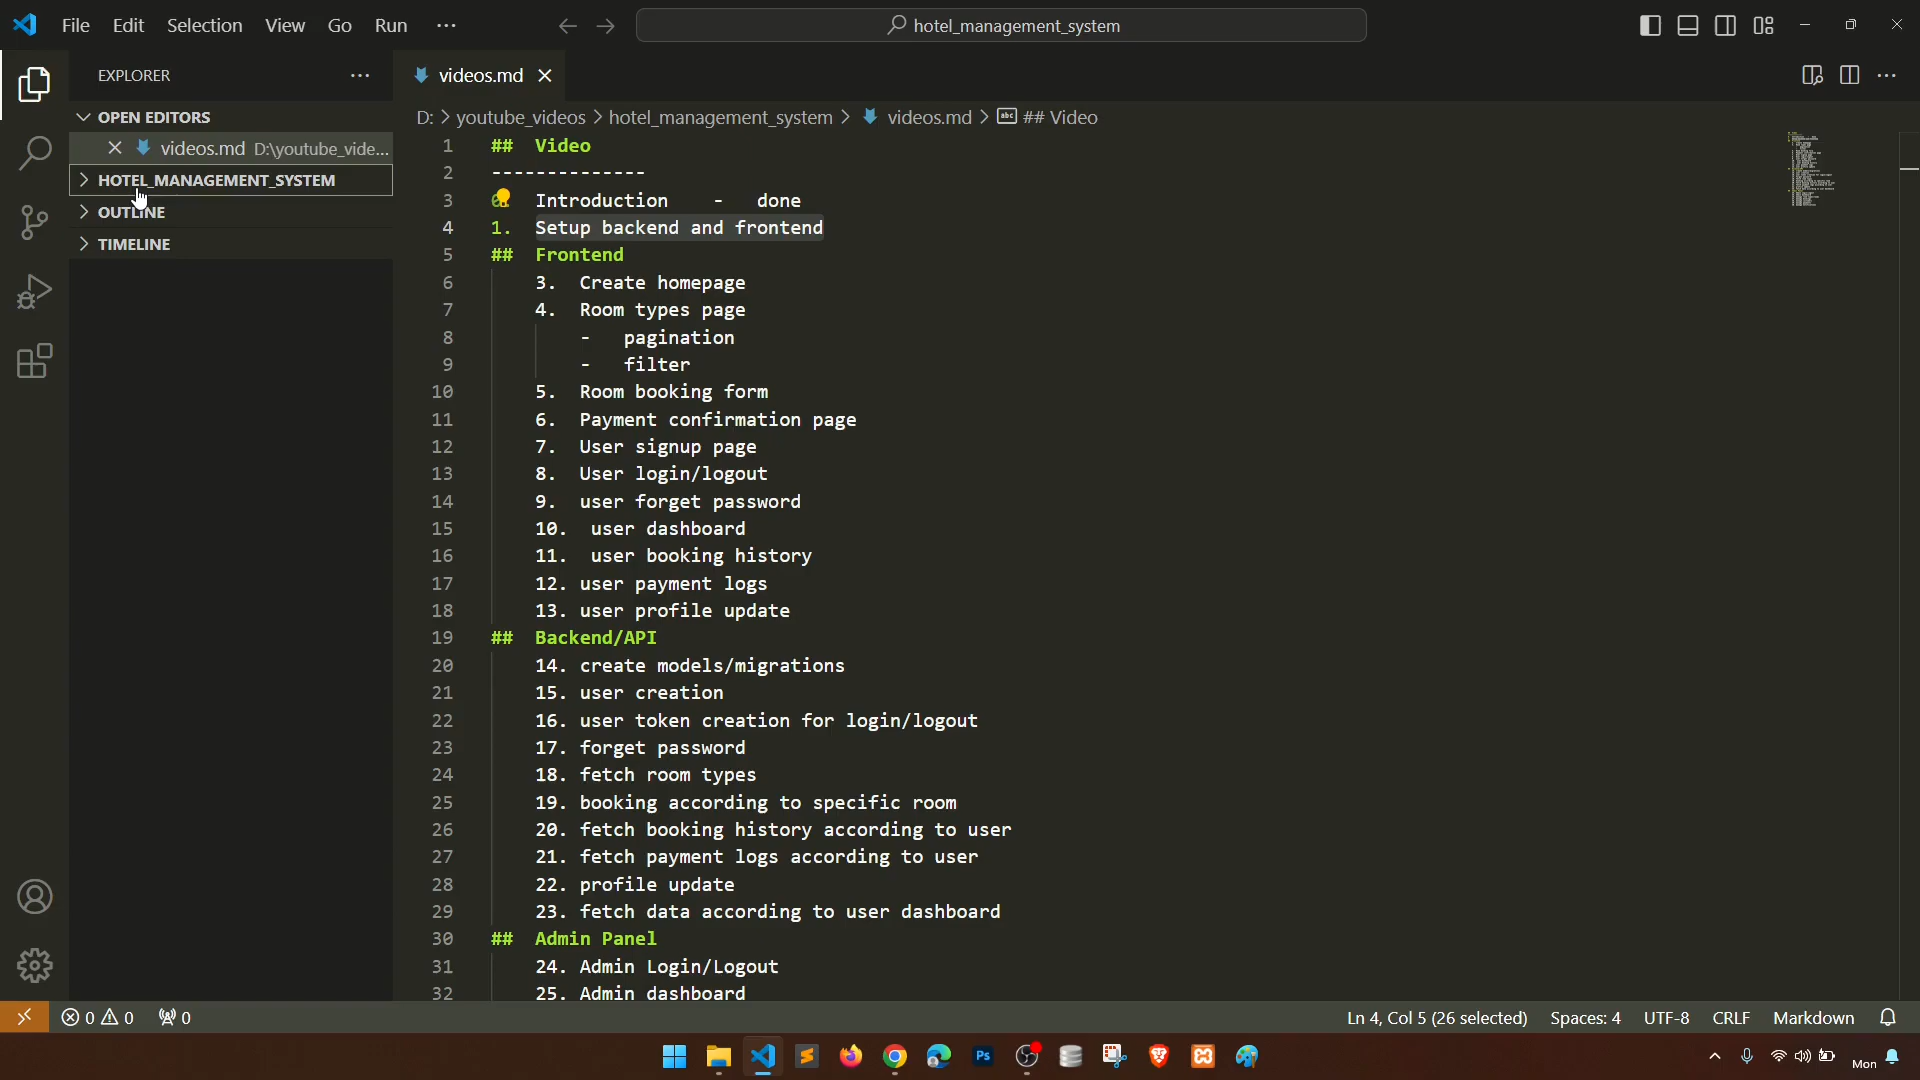 File Edit Selection View Go Run ···
hotel_management_system
EXPLORER ···
videos.md
OPEN EDITORS
videos.md D:\youtube_vide...
HOTEL_MANAGEMENT_SYSTEM
OUTLINE
TIMELINE
D: > youtube_videos > hotel_management_system > videos.md > abc ## Video
1 ## Video
2 --------------
3 Introduction - done
4 1. Setup backend and frontend
5 ## Frontend
6 3. Create homepage
7 4. Room types page
8 - pagination
9 - filter
10 5. Room booking form
11 6. Payment confirmation page
12 7. User signup page
13 8. User login/logout
14 9. user forget password
15 10. user dashboard
16 11. user booking history
17 12. user payment logs
18 13. user profile update
19 ## Backend/API
20 14. create models/migrations
21 15. user creation
22 16. user token creation for login/logout
23 17. forget password
24 18. fetch room types
25 19. booking according to specific room
26 20. fetch booking history according to user
27 21. fetch payment logs according to user
28 22. profile update
29 23. fetch data according to user dashboard
30 ## Admin Panel
31 24. Admin Login/Logout
32 25. Admin dashboard
0 0 0
Ln 4, Col 5 (26 selected) Spaces: 4 UTF-8 CRLF Markdown
Ps
Mon